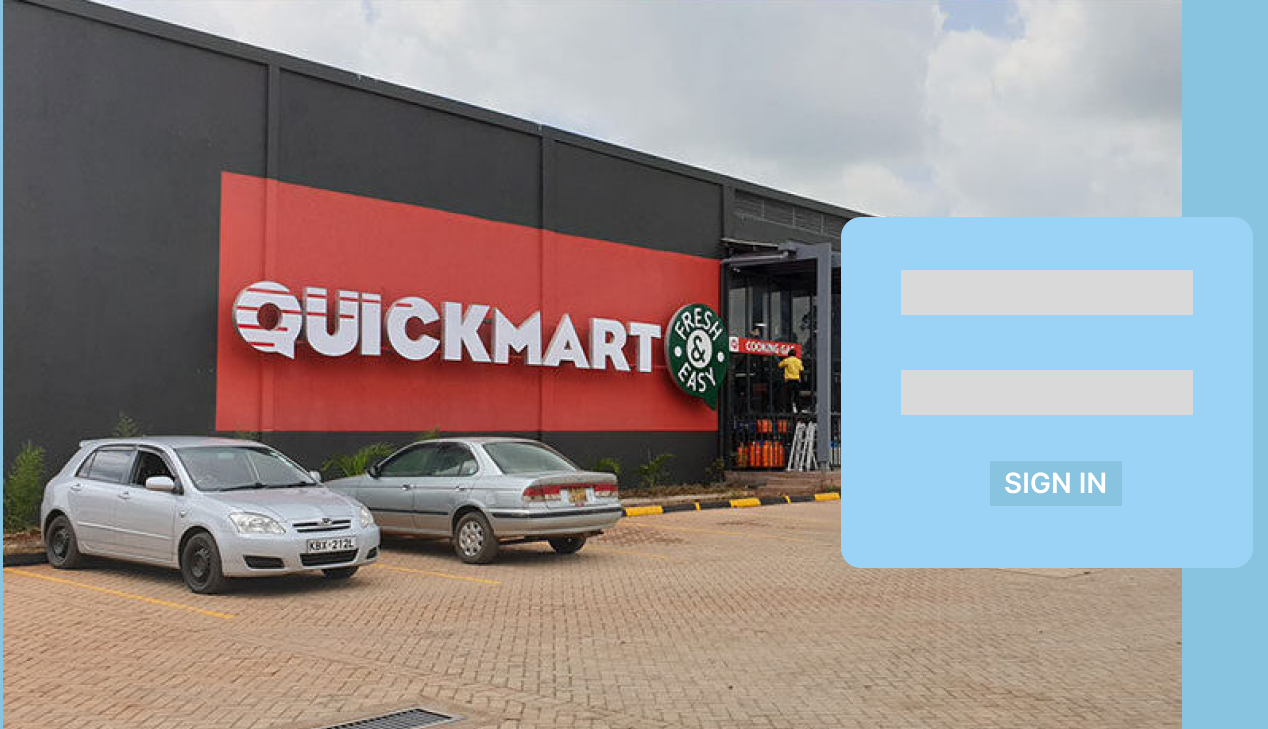 QUICKMART
FRESH
&
EASY
COOKING GAS
KBX 212L
SIGN IN